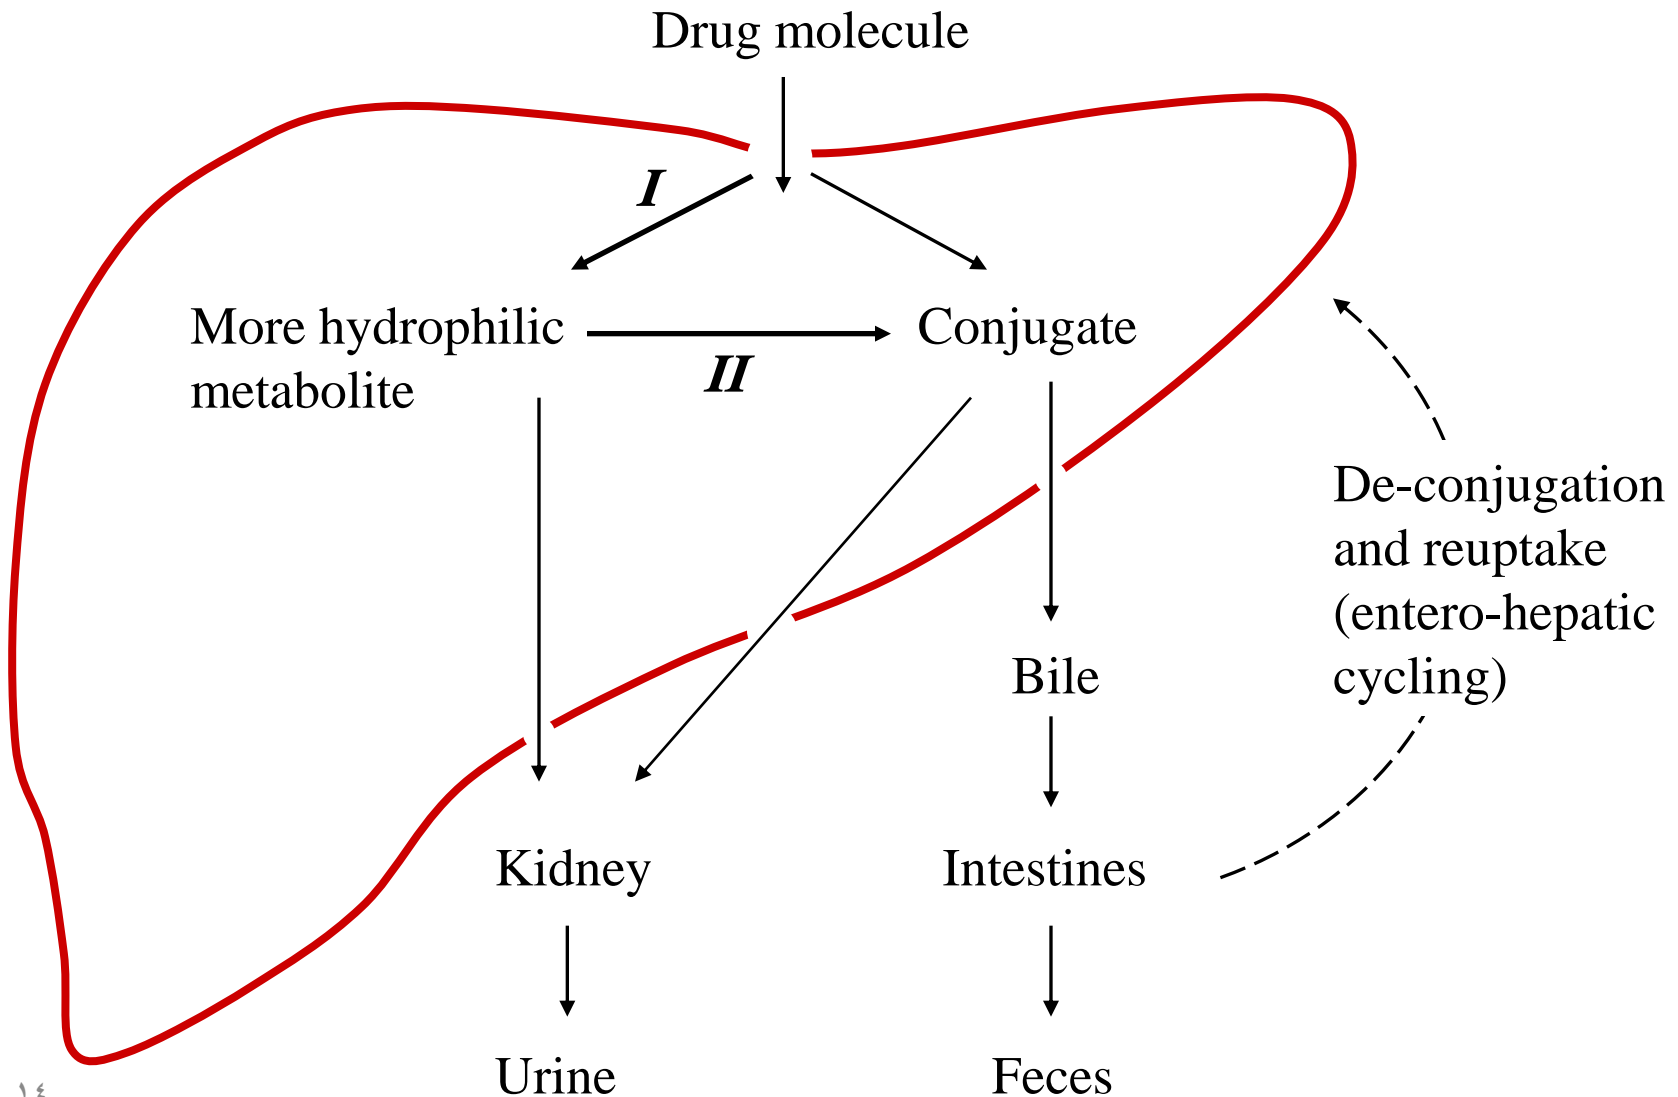 Drug molecule
I
More hydrophilic
metabolite
II
Conjugate
De-conjugation
and reuptake
(entero-hepatic
cycling)
Bile
Kidney
Intestines
Urine
Feces
١٤